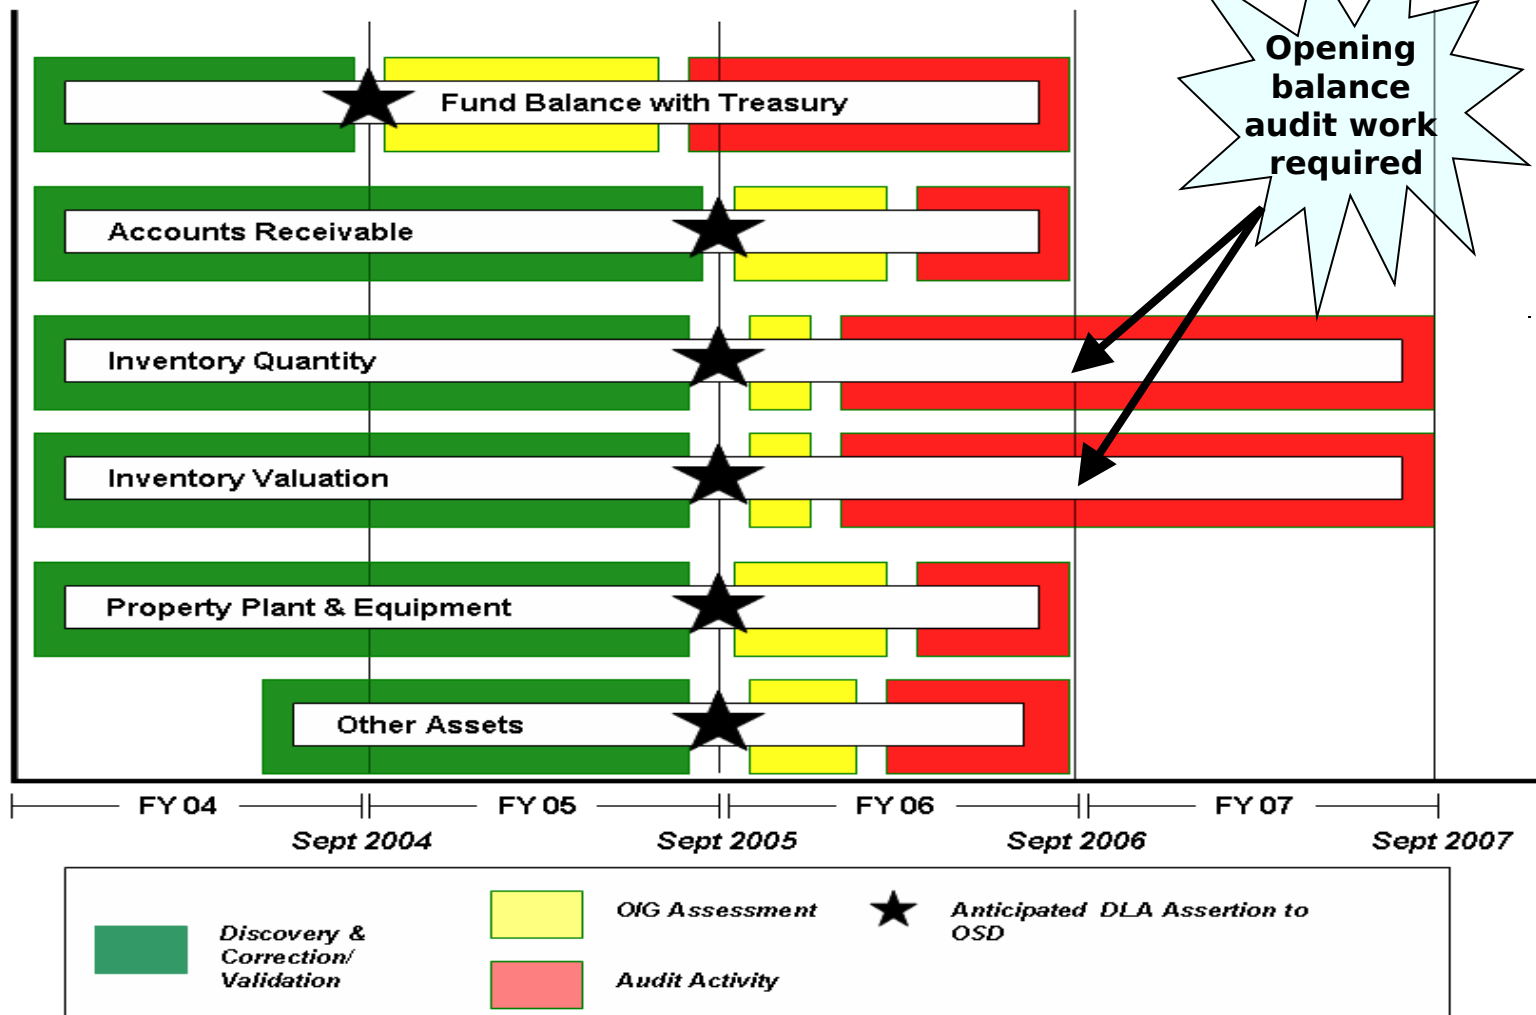 Opening
balance
audit work
required
Fund Balance with Treasury
Accounts Receivable
Inventory Quantity
Inventory Valuation
Property Plant & Equipment
Other Assets
FY 04
FY 05
FY 06
FY 07
Sept 2004
Sept 2005
Sept 2006
Sept 2007
Discovery &
Correction/
Validation
OIG Assessment
Audit Activity
Anticipated DLA Assertion to
OSD